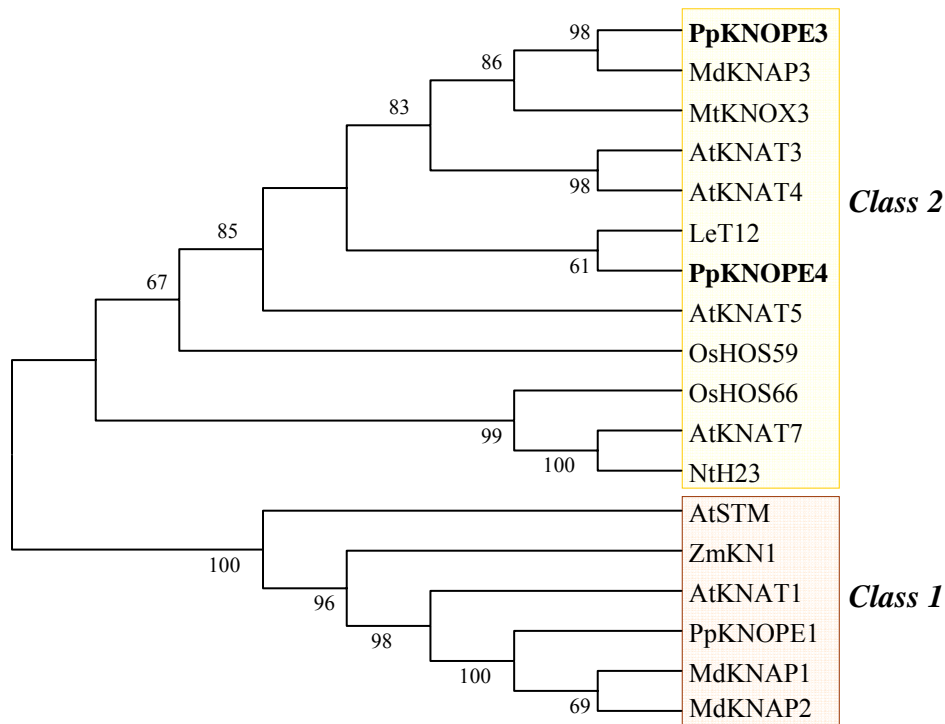 98
PpKNOPE3
86
MdKNAP3
83
MtKNOX3
AtKNAT3
98
AtKNAT4
Class 2
85
LeT12
61
PpKNOPE4
67
AtKNAT5
OsHOS59
OsHOS66
99
AtKNAT7
100
NtH23
AtSTM
100
ZmKN1
96
AtKNAT1
Class 1
98
PpKNOPE1
100
MdKNAP1
69
MdKNAP2